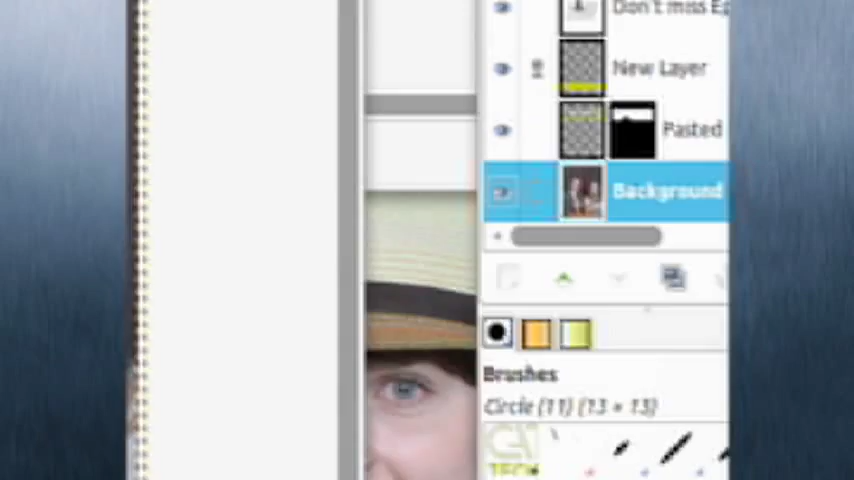 Don't miss Ep
New Layer
Pasted
Background
Brushes
Circle (11) (13 × 13)